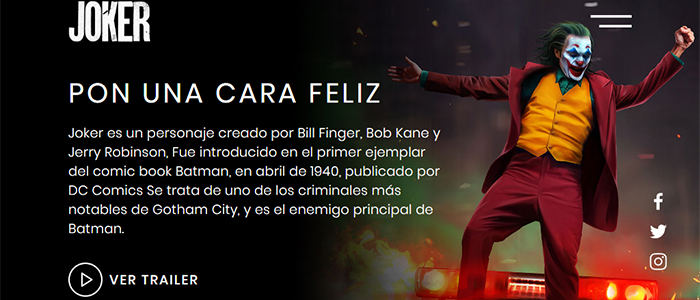 JOKER
PON UNA CARA FELIZ
Joker es un personaje creado por Bill Finger, Bob Kane y
Jerry Robinson, Fue introducido en el primer ejemplar
del comic book Batman, en abril de 1940, publicado por
DC Comics Se trata de uno de los criminales más
notables de Gotham City, y es el enemigo principal de
Batman.
VER TRAILER